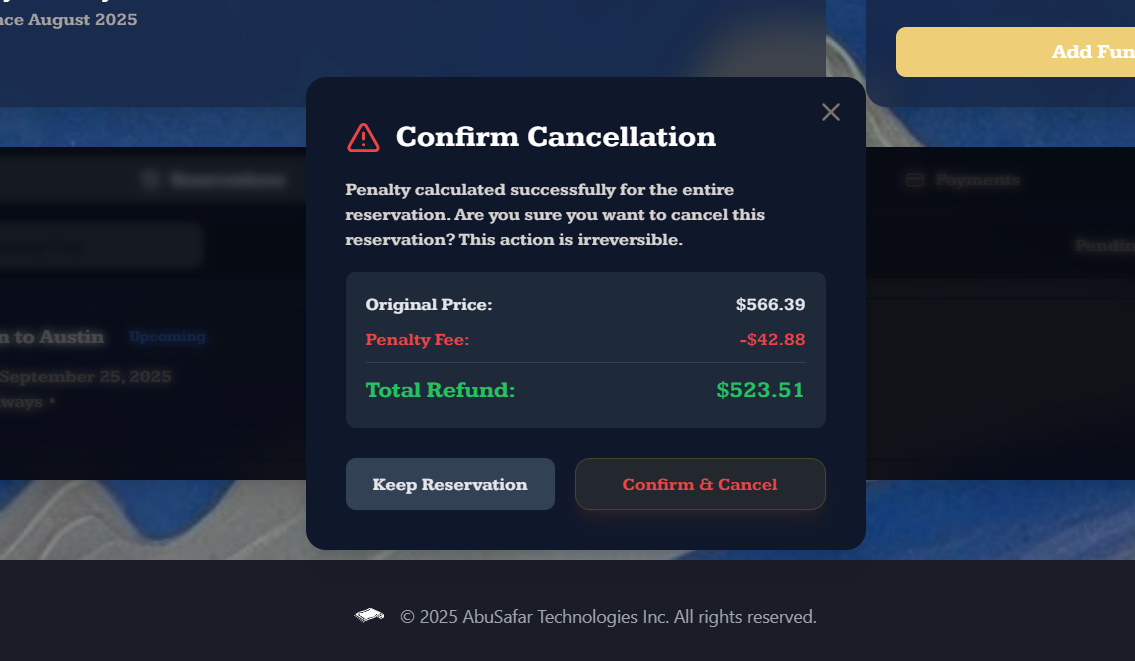 nce August 2025
Add Fun
Confirm Cancellation
Penalty calculated successfully for the entire
reservation. Are you sure you want to cancel this
reservation? This action is irreversible.
Original Price: $566.39
Penalty Fee: -$42.88
Total Refund: $523.51
Keep Reservation Confirm & Cancel
Reservations
Payments
Pendin
n to Austin Upcoming
September 25, 2025
ways •
© 2025 AbuSafar Technologies Inc. All rights reserved.